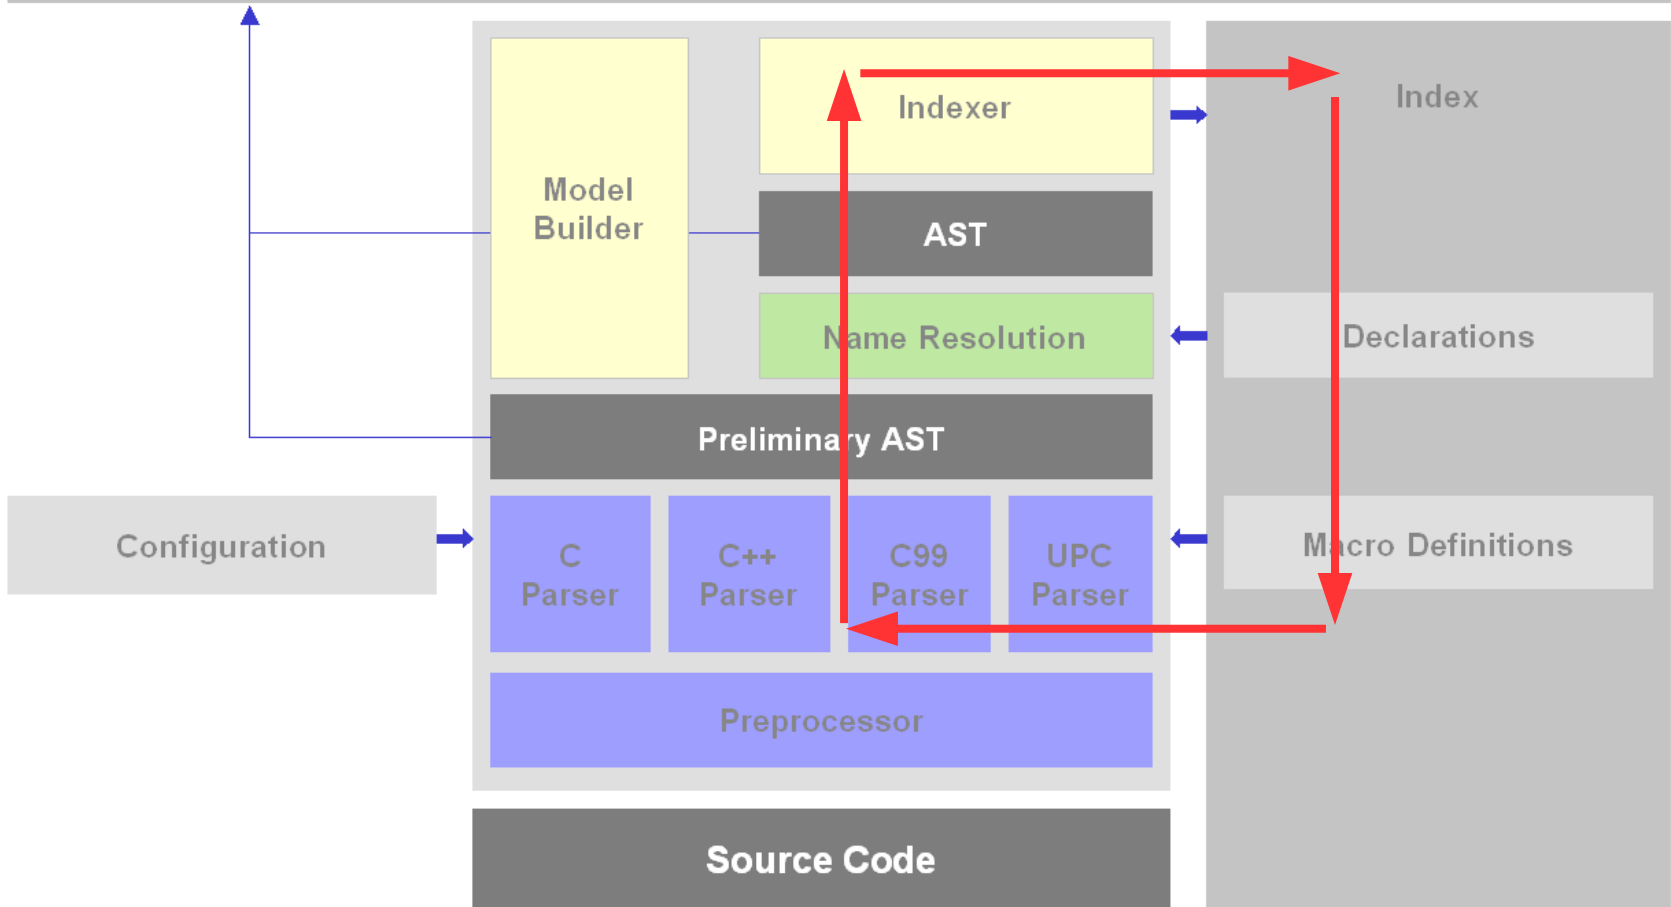 Indexer
Index
Model
Builder
AST
Name Resolution
Declarations
Preliminary AST
Configuration
C
Parser
C++
Parser
C99
Parser
UPC
Parser
Macro Definitions
Preprocessor
Source Code